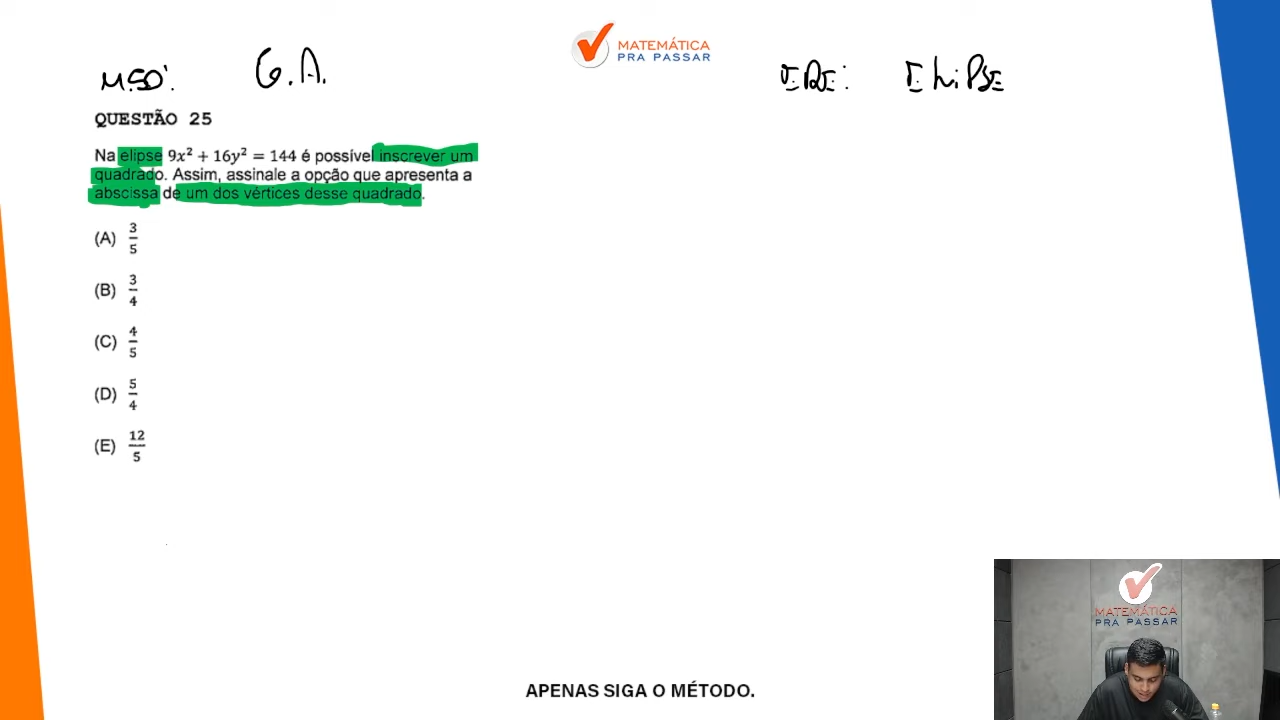 MATEMÁTICA
PRA PASSAR
G.A.
ELIPSE
QUESTÃO 25
Na elipse 9x² + 16y² = 144 é possível inscrever um
quadrado. Assim, assinale a opção que apresenta a
abscissa de um dos vértices desse quadrado.
(A) 3/5
(B) 3/4
(C) 4/5
(D) 5/4
(E) 12/5
MATEMÁTICA
PRA PASSAR
APENAS SIGA O MÉTODO.